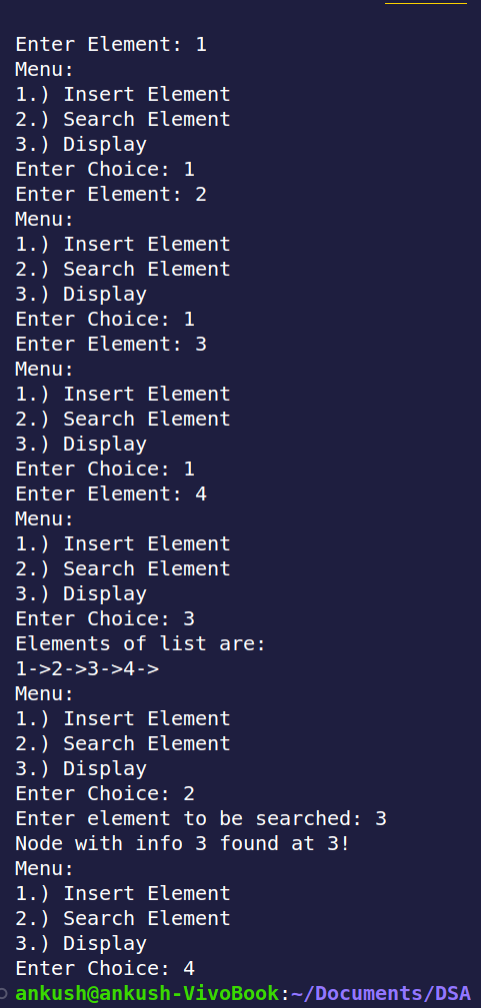 Enter Element: 1
Menu:
1.) Insert Element
2.) Search Element
3.) Display
Enter Choice: 1
Enter Element: 2
Menu:
1.) Insert Element
2.) Search Element
3.) Display
Enter Choice: 1
Enter Element: 3
Menu:
1.) Insert Element
2.) Search Element
3.) Display
Enter Choice: 1
Enter Element: 4
Menu:
1.) Insert Element
2.) Search Element
3.) Display
Enter Choice: 3
Elements of list are:
1->2->3->4->
Menu:
1.) Insert Element
2.) Search Element
3.) Display
Enter Choice: 2
Enter element to be searched: 3
Node with info 3 found at 3!
Menu:
1.) Insert Element
2.) Search Element
3.) Display
Enter Choice: 4
ankush@ankush-VivoBook:~/Documents/DSA